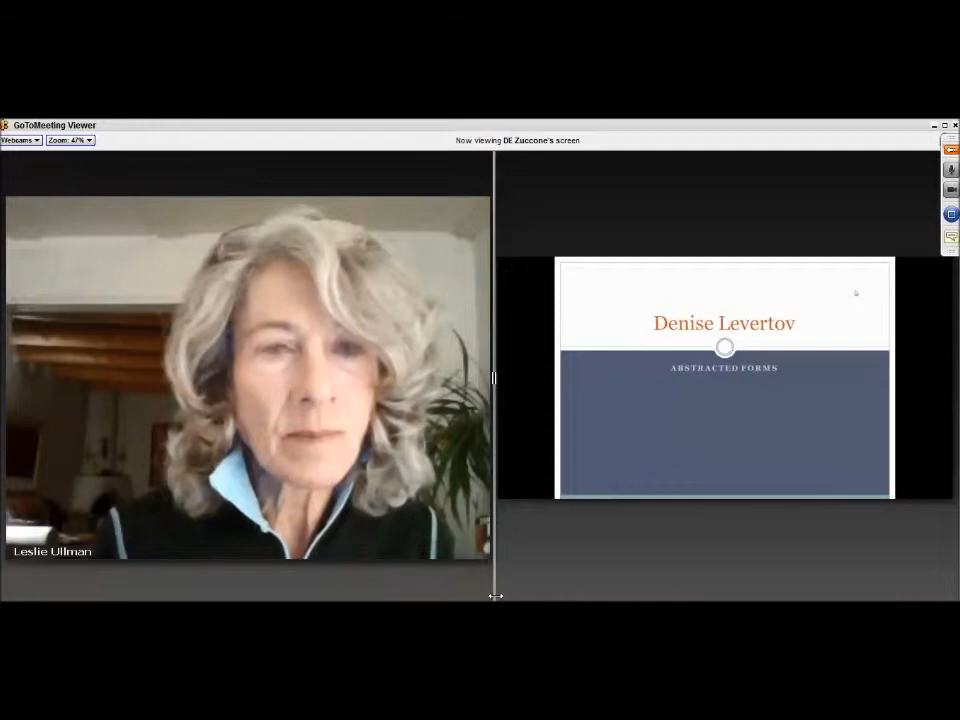 GoToMeeting Viewer
Webcams
Zoom: 47%
Now viewing DE Zuccone's screen
Leslie Ullman
Denise Levertov
ABSTRACTED FORMS